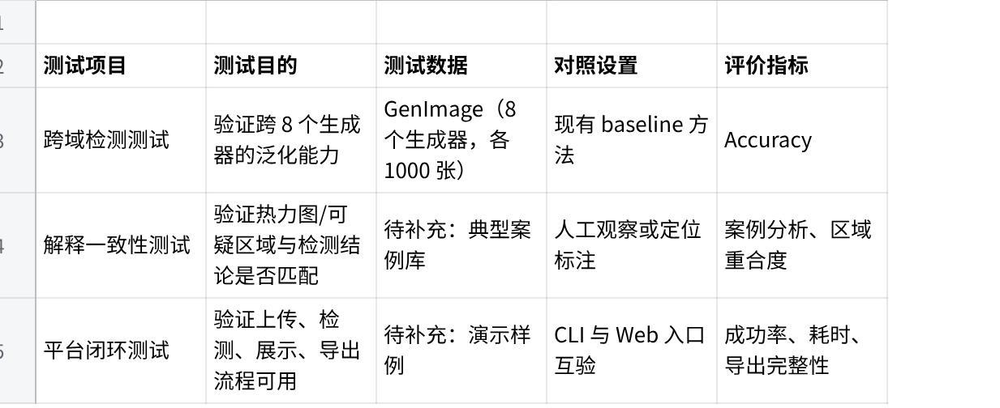 测试项目 测试目的 测试数据 对照设置 评价指标
跨域检测测试
验证跨 8 个生成
器的泛化能力
GenImage（8
个生成器，各
1000 张）
现有 baseline 方
法
Accuracy
解释一致性测试
验证热力图/可
疑区域与检测结
论是否匹配
待补充：典型案
例库
人工观察或定位
标注
案例分析、区域
重合度
平台闭环测试
验证上传、检
测、展示、导出
流程可用
待补充：演示样
例
CLI 与 Web 入口
互验
成功率、耗时、
导出完整性